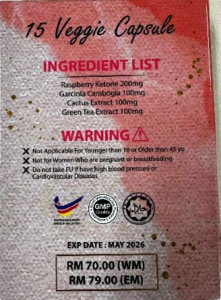 15 Veggie Capsule
INGREDIENT LIST
Raspberry Ketone 200mg
Garcinia Cambogia 100mg
Cactus Extract 100mg
Green Tea Extract 100mg
WARNING
Not Applicable For Younger than 18 or Older than 45 yo
Not for Women Who are pregnant or breastfeeding
Do not take FU if have high blood pressure or
Cardiovascular Diseases
GMP
EXP DATE : MAY 2026
RM 70.00 (WM)
RM 79.00 (EM)